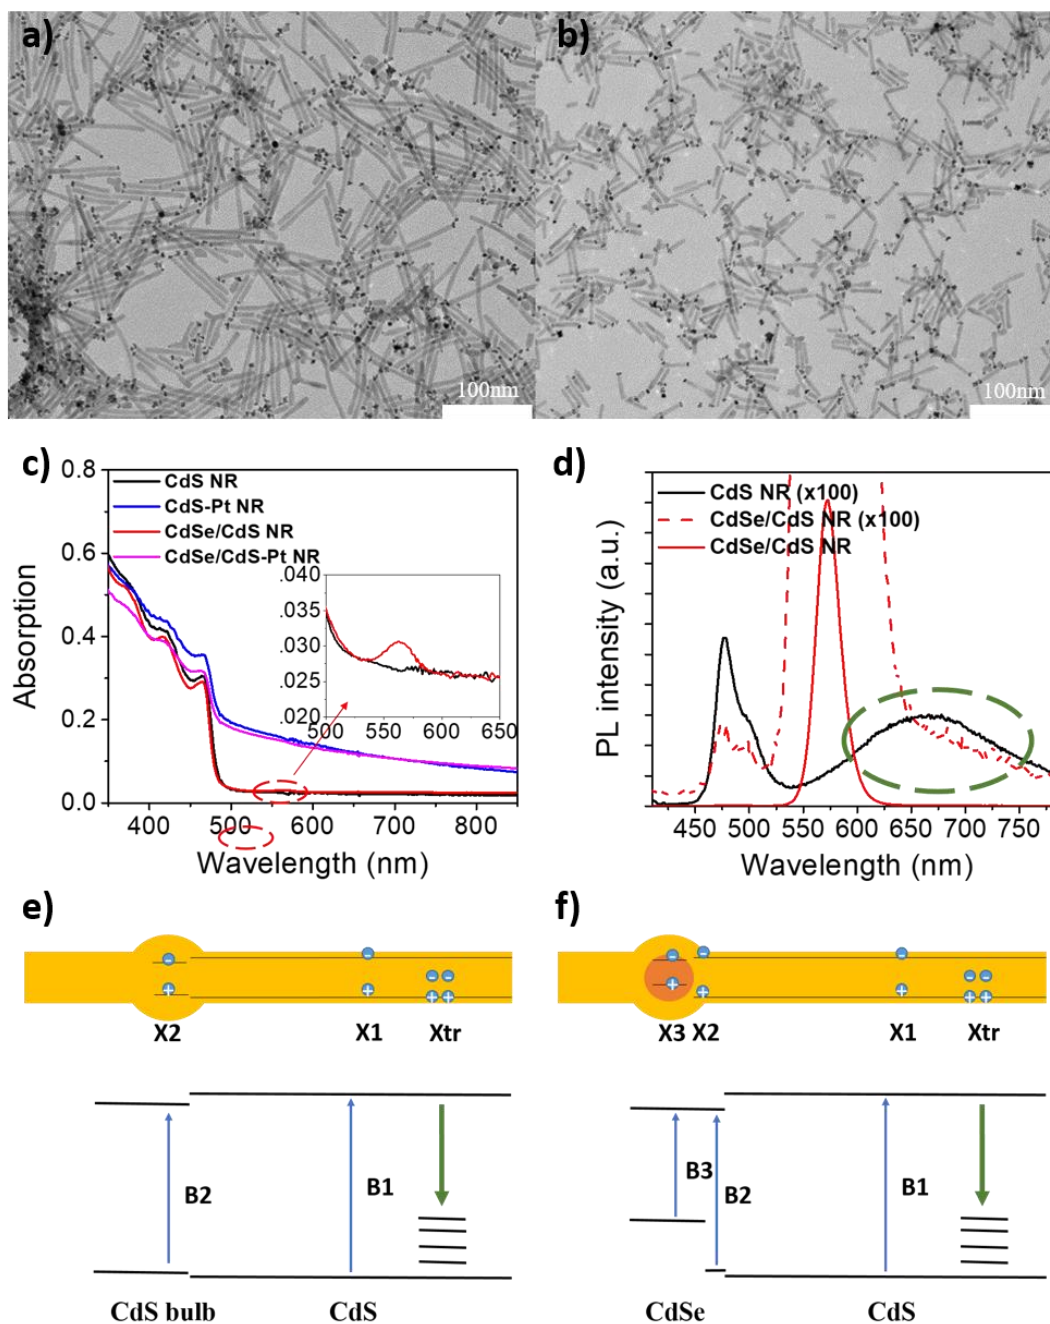 a)
b)
100nm
100nm
c)
0.8
0.6
0.4
0.2
0.0
Absorption
CdS NR
CdS-Pt NR
CdSe/CdS NR
CdSe/CdS-Pt NR
.040
.035
.030
.025
.020
500 550 600 650
400 500 600 700 800
Wavelength (nm)
d)
PL intensity (a.u.)
CdS NR (x100)
CdSe/CdS NR (x100)
CdSe/CdS NR
450 500 550 600 650 700 750
Wavelength (nm)
e)
- - - -
+ + + +
X2 X1 Xtr
B2 B1
CdS bulb CdS
f)
- - - - -
+ + + + +
X3 X2 X1 Xtr
B3
B2 B1
CdSe CdS